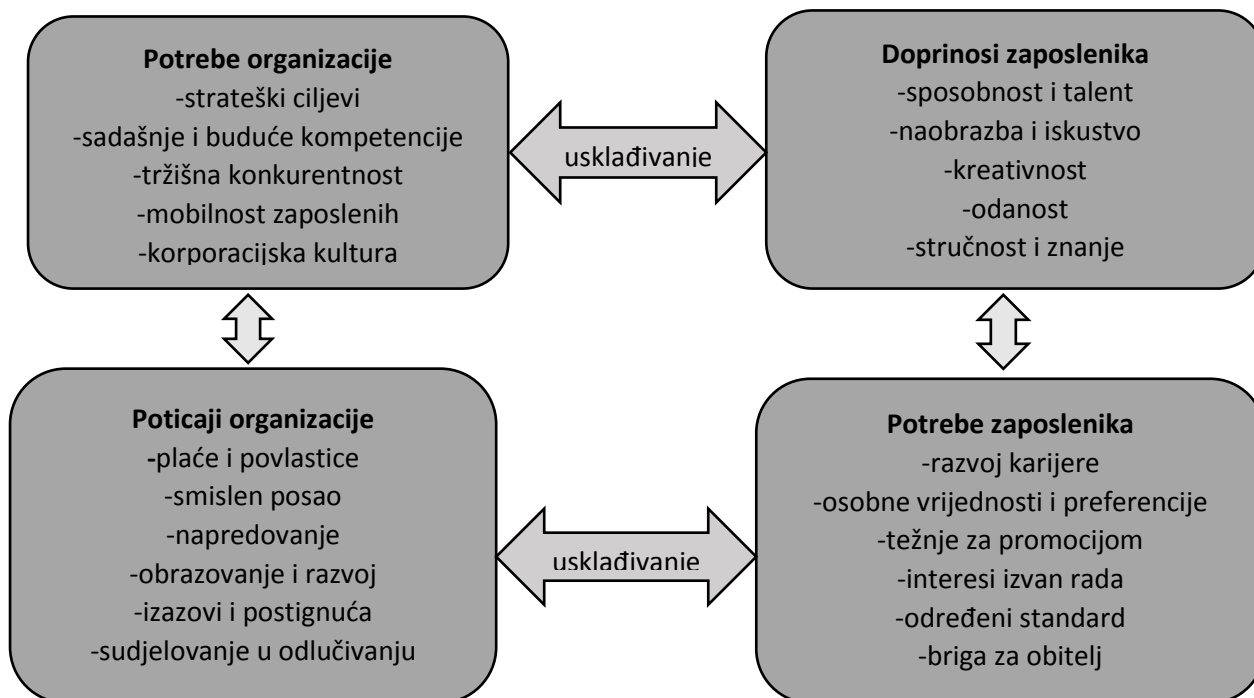 Potrebe organizacije
-strateški ciljevi
-sadašnje i buduće kompetencije
-tržišna konkurentnost
-mobilnost zaposlenih
-korporacijska kultura
usklađivanje
Doprinosi zaposlenika
-sposobnost i talent
-naobrazba i iskustvo
-kreativnost
-odanost
-stručnost i znanje
Poticaji organizacije
-plaće i povlastice
-smislen posao
-napredovanje
-obrazovanje i razvoj
-izazovi i postignuća
-sudjelovanje u odlučivanju
usklađivanje
Potrebe zaposlenika
-razvoj karijere
-osobne vrijednosti i preferencije
-težnje za promocijom
-interesi izvan rada
-određeni standard
-briga za obitelj